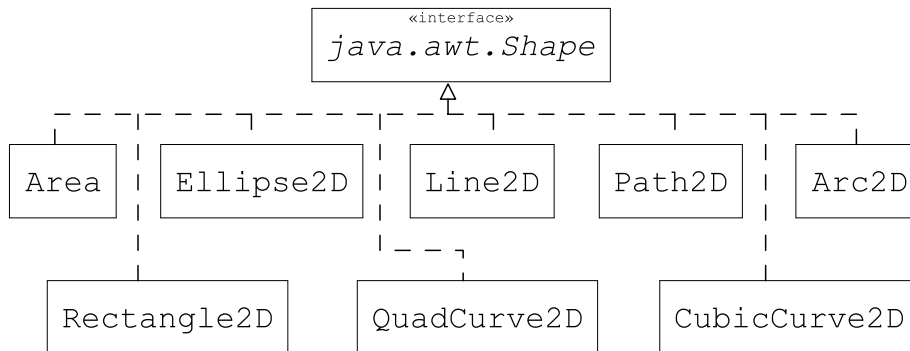 «interface»
java.awt.Shape
Area
Ellipse2D
Line2D
Path2D
Arc2D
Rectangle2D
QuadCurve2D
CubicCurve2D